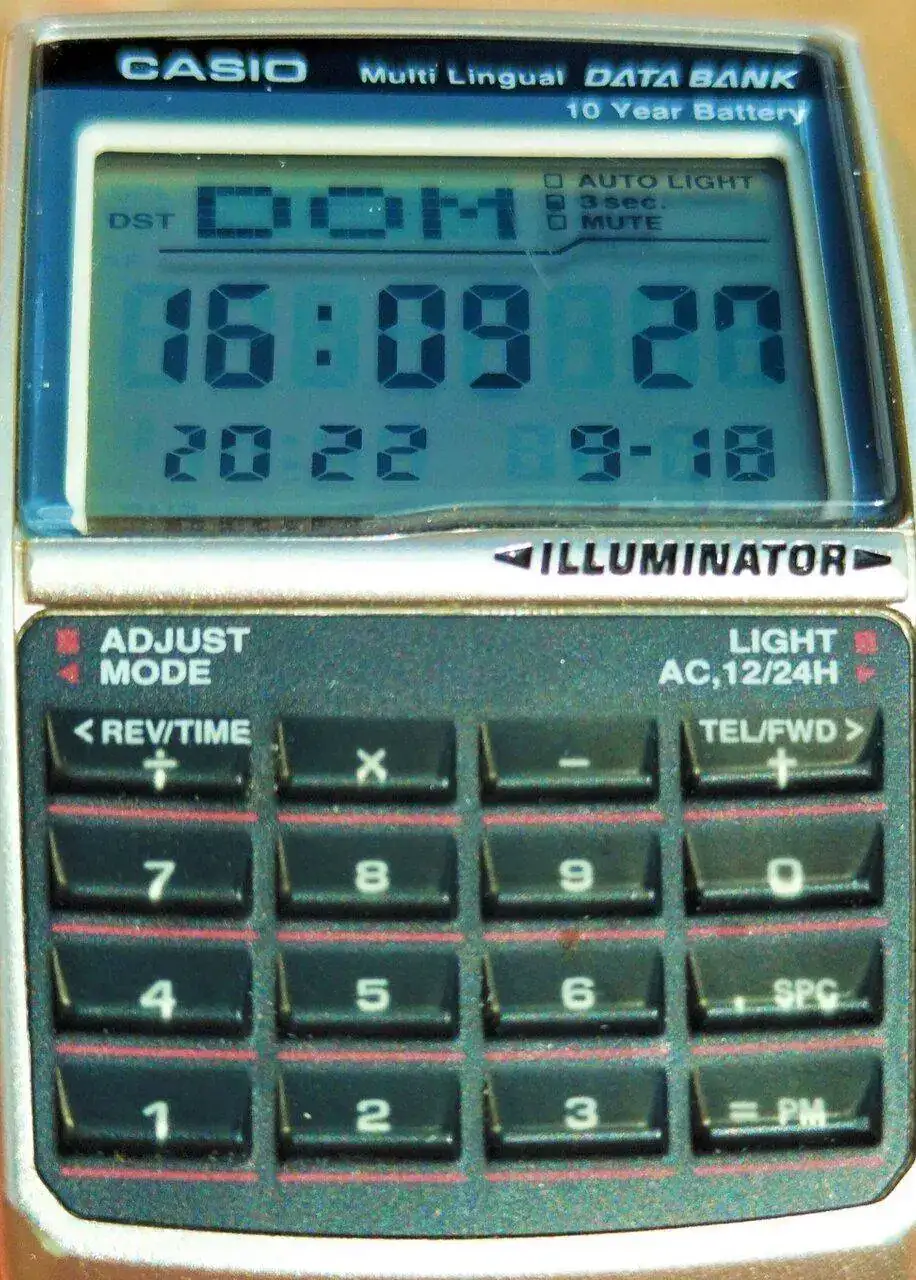 CASIO Multi Lingual DATA BANK
10 Year Battery
AUTO LIGHT
DST DOM 3 sec.
MUTE
16:09 27
20 22 9-18
ILLUMINATOR
ADJUST LIGHT
MODE AC,12/24H
< REV/TIME TEL/FWD >
÷ × - +
7 8 9 0
4 5 6 . SPC
1 2 3 = PM